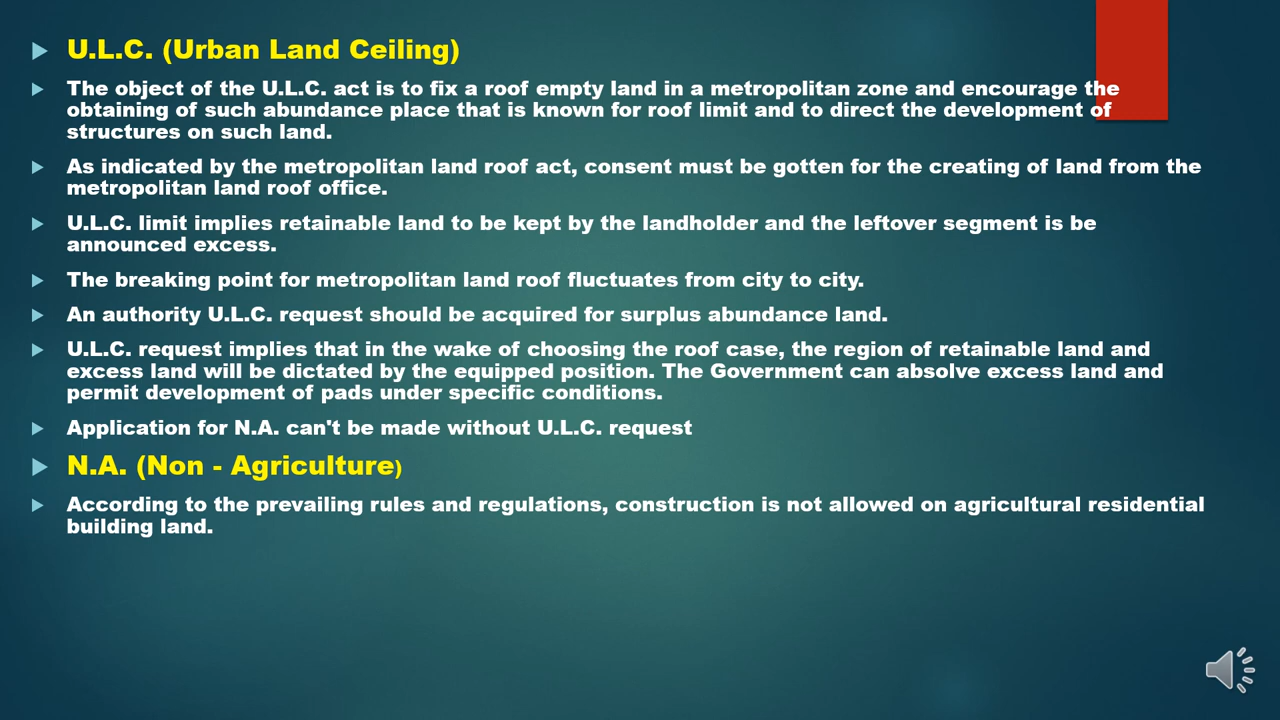 U.L.C. (Urban Land Ceiling)
The object of the U.L.C. act is to fix a roof empty land in a metropolitan zone and encourage the
obtaining of such abundance place that is known for roof limit and to direct the development of
structures on such land.
As indicated by the metropolitan land roof act, consent must be gotten for the creating of land from the
metropolitan land roof office.
U.L.C. limit implies retainable land to be kept by the landholder and the leftover segment is be
announced excess.
The breaking point for metropolitan land roof fluctuates from city to city.
An authority U.L.C. request should be acquired for surplus abundance land.
U.L.C. request implies that in the wake of choosing the roof case, the region of retainable land and
excess land will be dictated by the equipped position. The Government can absolve excess land and
permit development of pads under specific conditions.
Application for N.A. can't be made without U.L.C. request
N.A. (Non - Agriculture)
According to the prevailing rules and regulations, construction is not allowed on agricultural residential
building land.